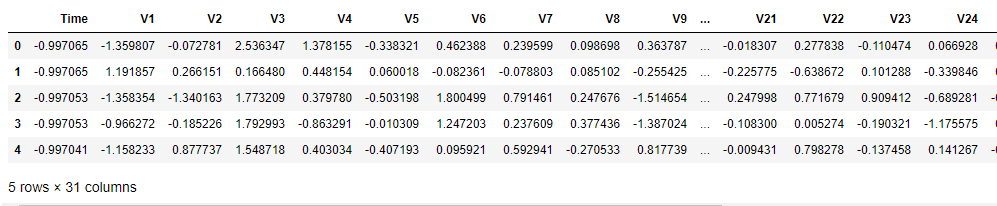 Time V1 V2 V3 V4 V5 V6 V7 V8 V9 ... V21 V22 V23 V24
0 -0.997065 -1.359807 -0.072781 2.536347 1.378155 -0.338321 0.462388 0.239599 0.098698 0.363787 ... -0.018307 0.277838 -0.110474 0.066928
1 -0.997065 1.191857 0.266151 0.166480 0.448154 0.060018 -0.082361 -0.078803 0.085102 -0.255425 ... -0.225775 -0.638672 0.101288 -0.339846
2 -0.997053 -1.358354 -1.340163 1.773209 0.379780 -0.503198 1.800499 0.791461 0.247676 -1.514654 ... 0.247998 0.771679 0.909412 -0.689281
3 -0.997053 -0.966272 -0.185226 1.792993 -0.863291 -0.010309 1.247203 0.237609 0.377436 -1.387024 ... -0.108300 0.005274 -0.190321 -1.175575
4 -0.997041 -1.158233 0.877737 1.548718 0.403034 -0.407193 0.095921 0.592941 -0.270533 0.817739 ... -0.009431 0.798278 -0.137458 0.141267
5 rows × 31 columns